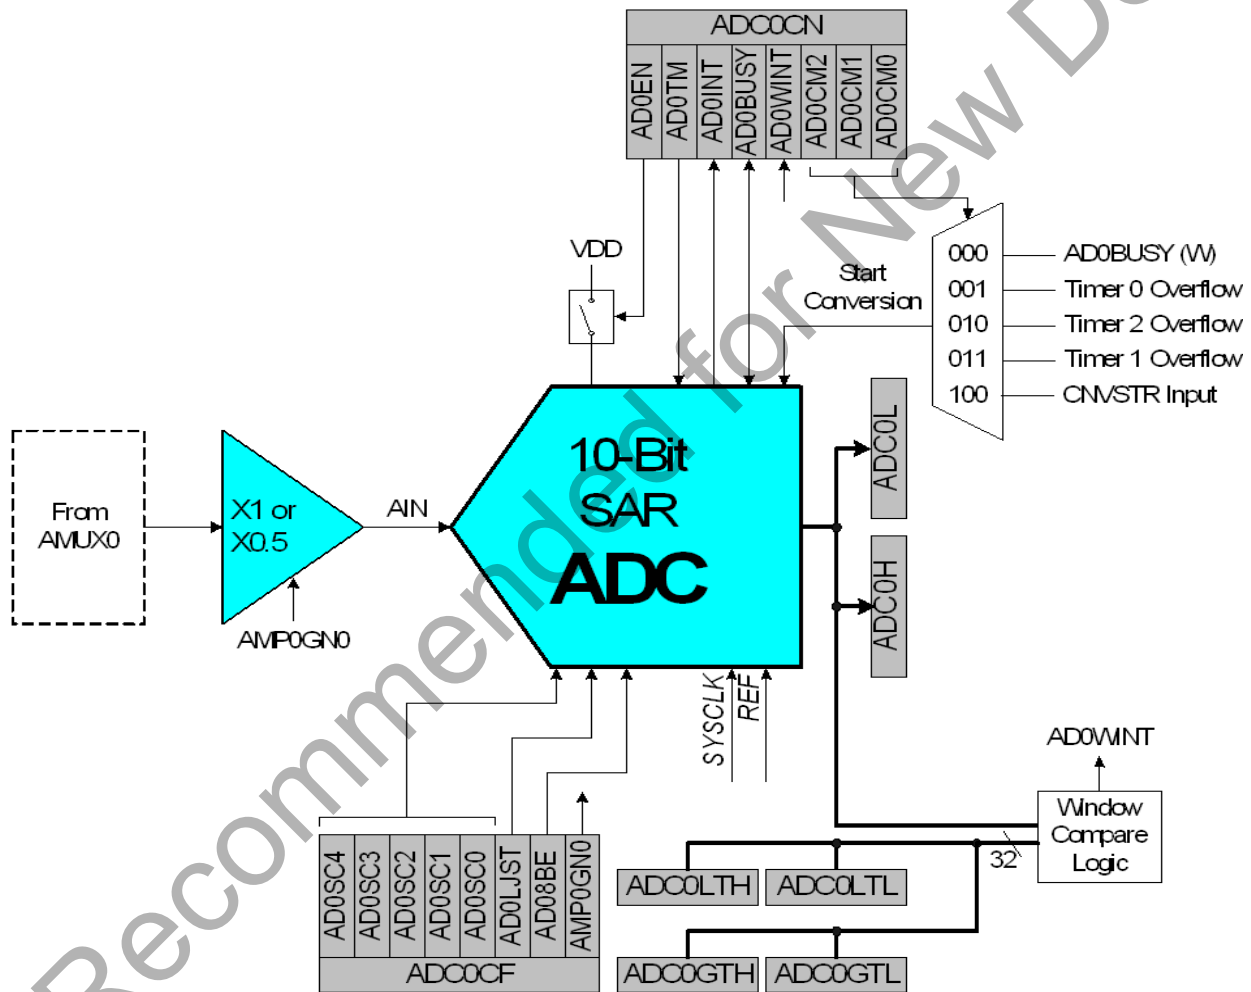 ADC0CN
AD0EN
AD0TM
AD0INT
AD0BUSY
AD0WINT
AD0CM2
AD0CM1
AD0CM0
VDD
Start
Conversion
000
AD0BUSY (W)
001
Timer 0 Overflow
010
Timer 2 Overflow
011
Timer 1 Overflow
100
CNVSTR Input
From
AMUX0
X1 or
X0.5
AMP0GN0
AIN
10-Bit
SAR
ADC
ADC0L
ADC0H
SYSCLK
REF
AD0WINT
Window
Compare
Logic
32
AD0SC4
AD0SC3
AD0SC2
AD0SC1
AD0SC0
AD0LJST
AD08BE
AMP0GN0
ADC0CF
ADC0LTH
ADC0LTL
ADC0GTH
ADC0GTL
Recommended for New De